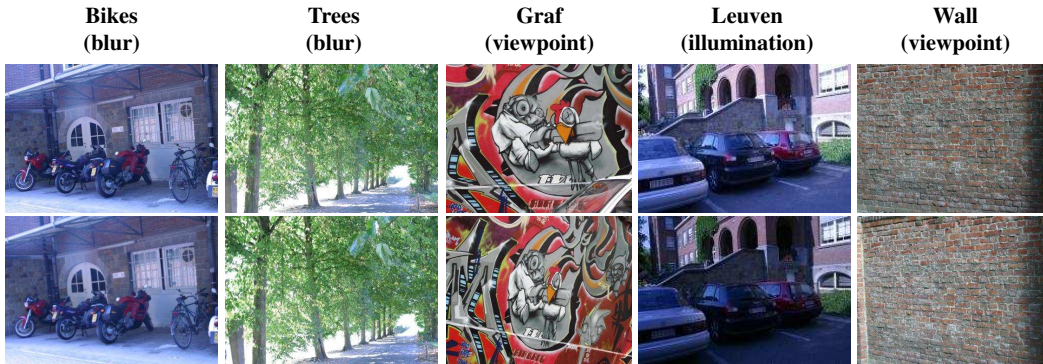 Bikes
(blur)
Trees
(blur)
Graf
(viewpoint)
Leuven
(illumination)
Wall
(viewpoint)